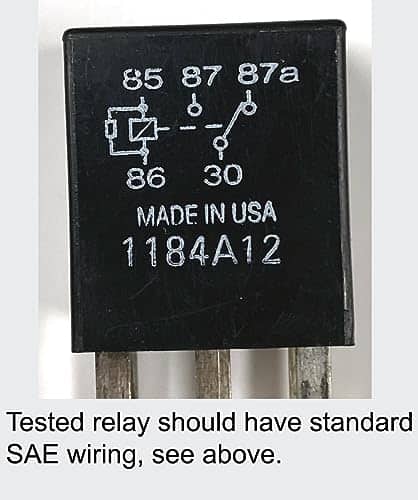 85 87 87a
86 30
MADE IN USA
1184A12
Tested relay should have standard
SAE wiring, see above.